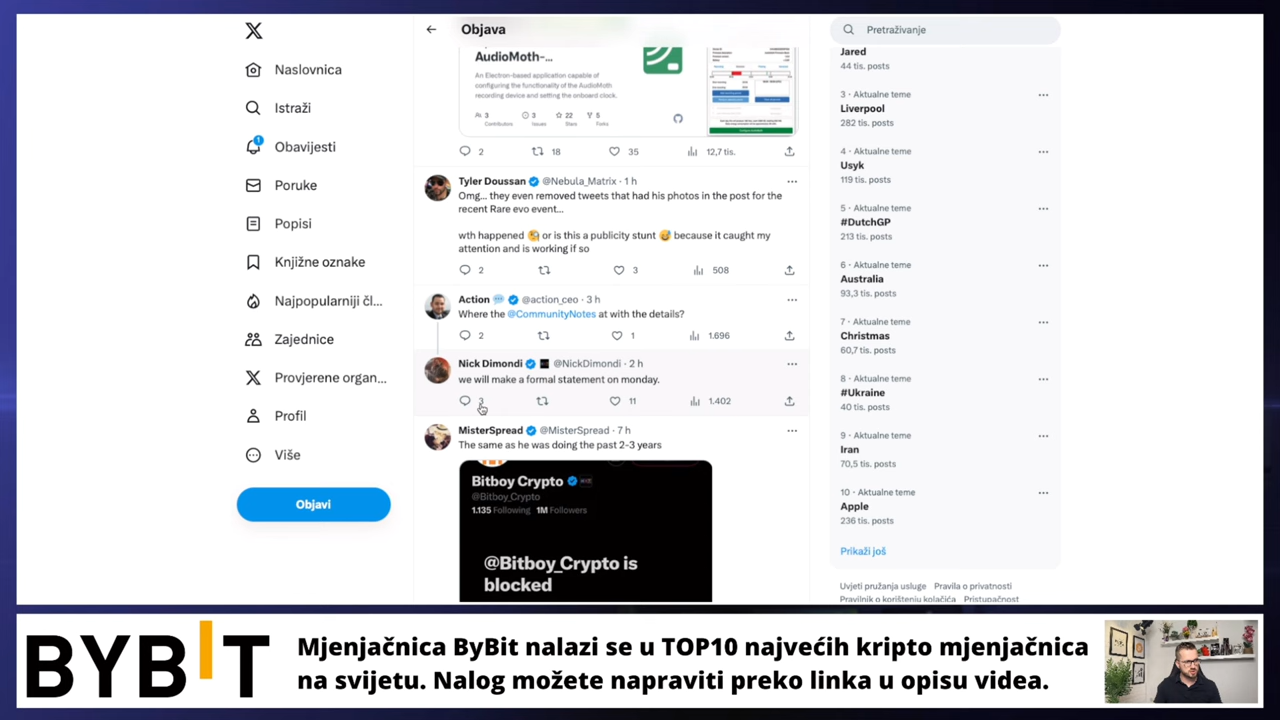 Naslovnica
Istraži
1
Obavijesti
Poruke
Popisi
Knjižne oznake
Najpopularniji čl...
Zajednice
Provjerene organ...
Profil
Više
Objavi
Objava
AudioMoth-...
An Electron-based application capable of
configuring the functionality of the AudioMoth
recording device and setting the onboard clock.
3 3 22 5
Contributors Issues Stars Forks
2 18 35 12,7 tis.
Tyler Doussan @Nebula_Matrix · 1 h
Omg... they even removed tweets that had his photos in the post for the
recent Rare evo event...
wth happened 🧐 or is this a publicity stunt 😅 because it caught my
attention and is working if so
2 3 508
Action 💬 @action_ceo · 3 h
Where the @CommunityNotes at with the details?
2 1 1.696
Nick Dimondi @NickDimondi · 2 h
we will make a formal statement on monday.
3 11 1.402
MisterSpread @MisterSpread · 7 h
The same as he was doing the past 2-3 years
Bitboy Crypto
@Bitboy_Crypto
1.135 Following 1M Followers
@Bitboy_Crypto is
blocked
Pretraživanje
Jared
44 tis. posts
3 · Aktualne teme
Liverpool
282 tis. posts
4 · Aktualne teme
Usyk
119 tis. posts
5 · Aktualne teme
#DutchGP
213 tis. posts
6 · Aktualne teme
Australia
93,3 tis. posts
7 · Aktualne teme
Christmas
60,7 tis. posts
8 · Aktualne teme
#Ukraine
40 tis. posts
9 · Aktualne teme
Iran
70,5 tis. posts
10 · Aktualne teme
Apple
236 tis. posts
Prikaži još
Uvjeti pružanja usluge Pravila o privatnosti
Pravilnik o korištenju kolačića Pristupačnost
BYBIT
Mjenjačnica ByBit nalazi se u TOP10 najvećih kripto mjenjačnica
na svijetu. Nalog možete napraviti preko linka u opisu videa.